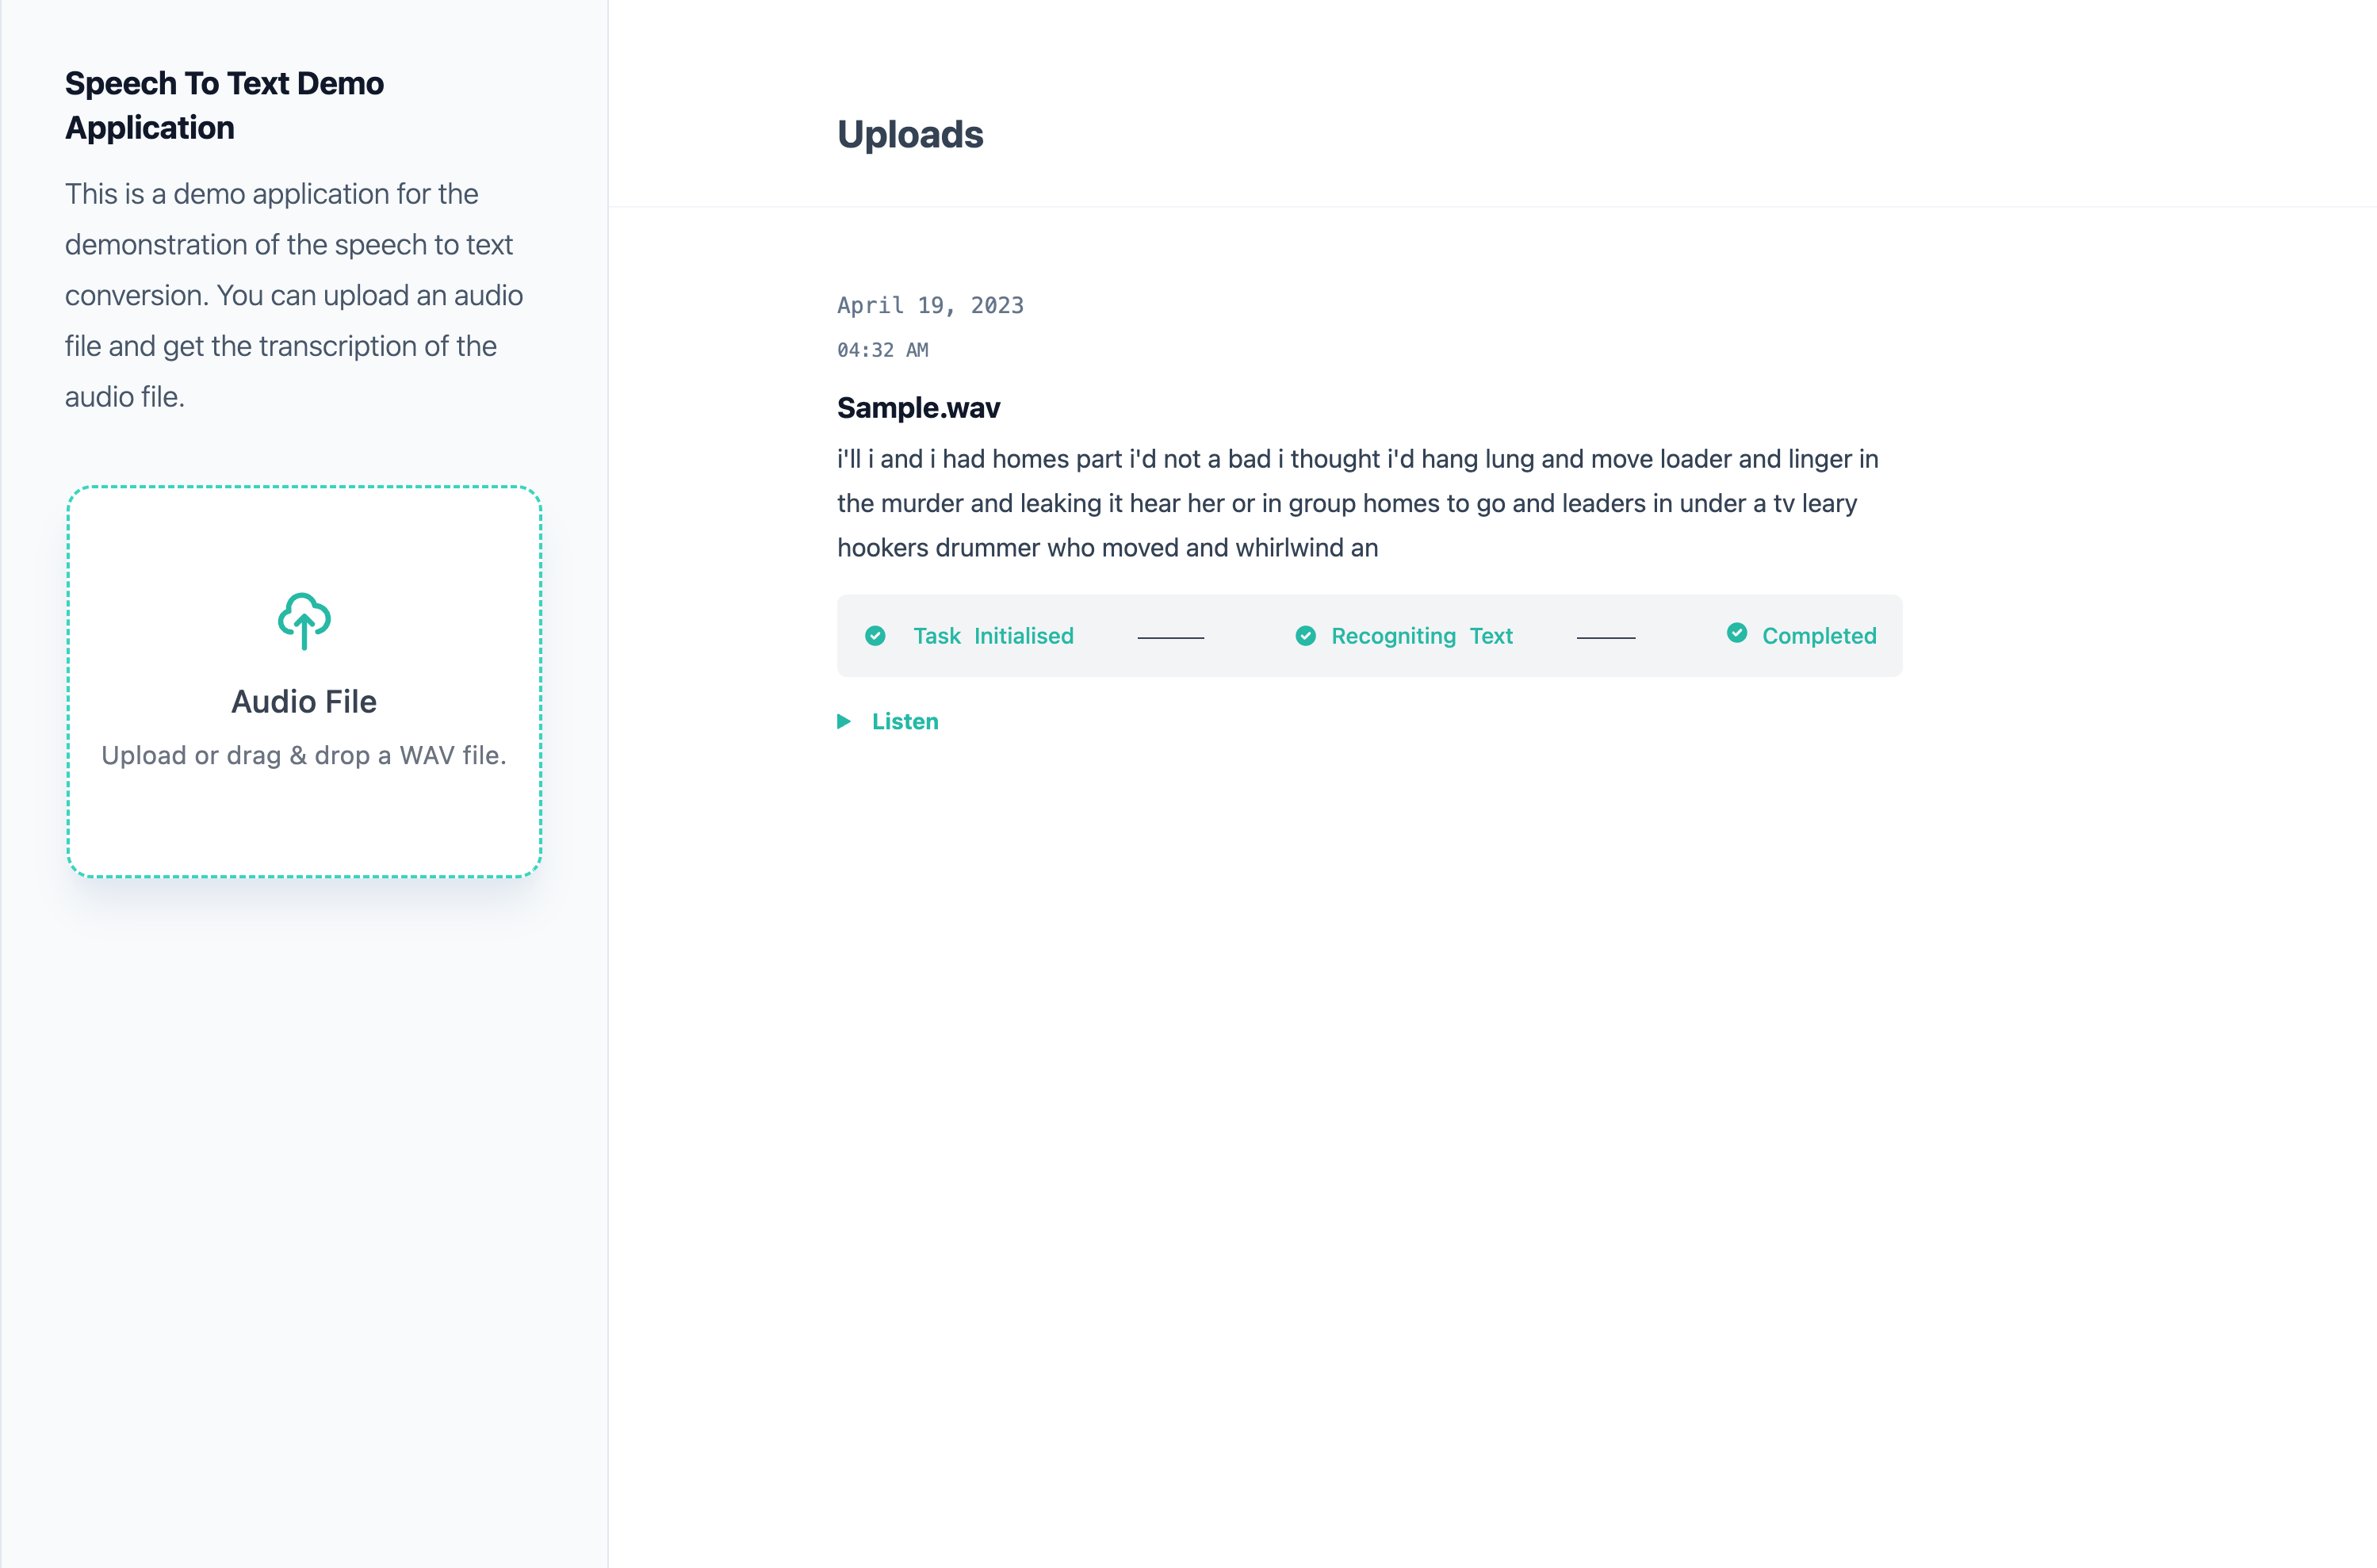 Speech To Text Demo
Application
This is a demo application for the
demonstration of the speech to text
conversion. You can upload an audio
file and get the transcription of the
audio file.
Audio File
Upload or drag & drop a WAV file.
Uploads
April 19, 2023
04:32 AM
Sample.wav
i'll i and i had homes part i'd not a bad i thought i'd hang lung and move loader and linger in
the murder and leaking it hear her or in group homes to go and leaders in under a tv leary
hookers drummer who moved and whirlwind an
Task Initialised
Recogniting Text
Completed
Listen